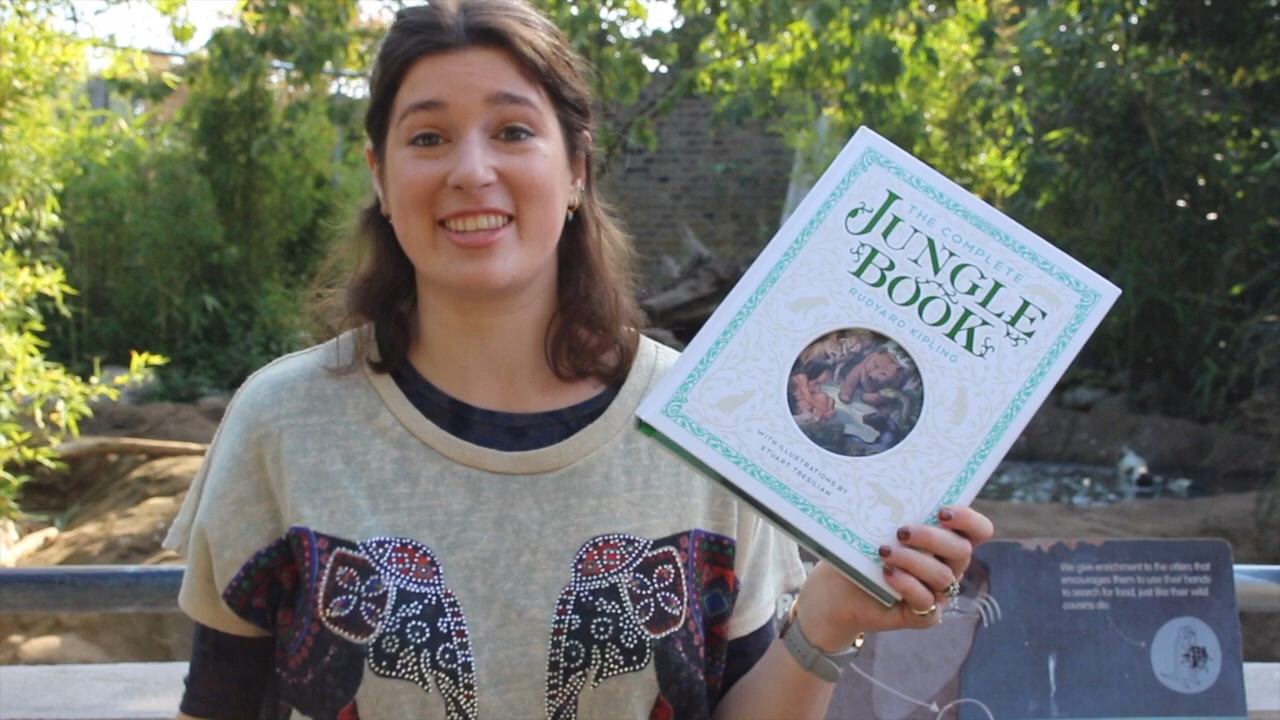 THE COMPLETE
JUNGLE
BOOK
RUDYARD KIPLING
WITH ILLUSTRATIONS BY
STUART TRESILIAN
We give enrichment to the otters that
encourages them to use their hands
to search for food, just like their wild
cousins do.